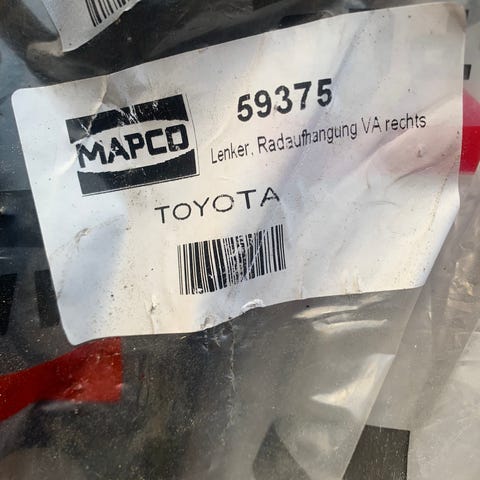 59375
MAPCO
Lenker, Radaufhängung VA rechts
TOYOTA